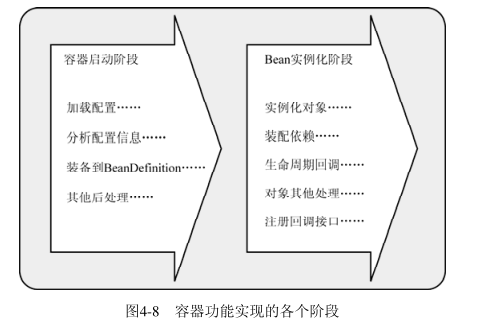 容器启动阶段
加载配置……
分析配置信息……
装备到BeanDefinition……
其他后处理……
Bean实例化阶段
实例化对象……
装配依赖……
生命周期回调……
对象其他处理……
注册回调接口……
图4-8 容器功能实现的各个阶段